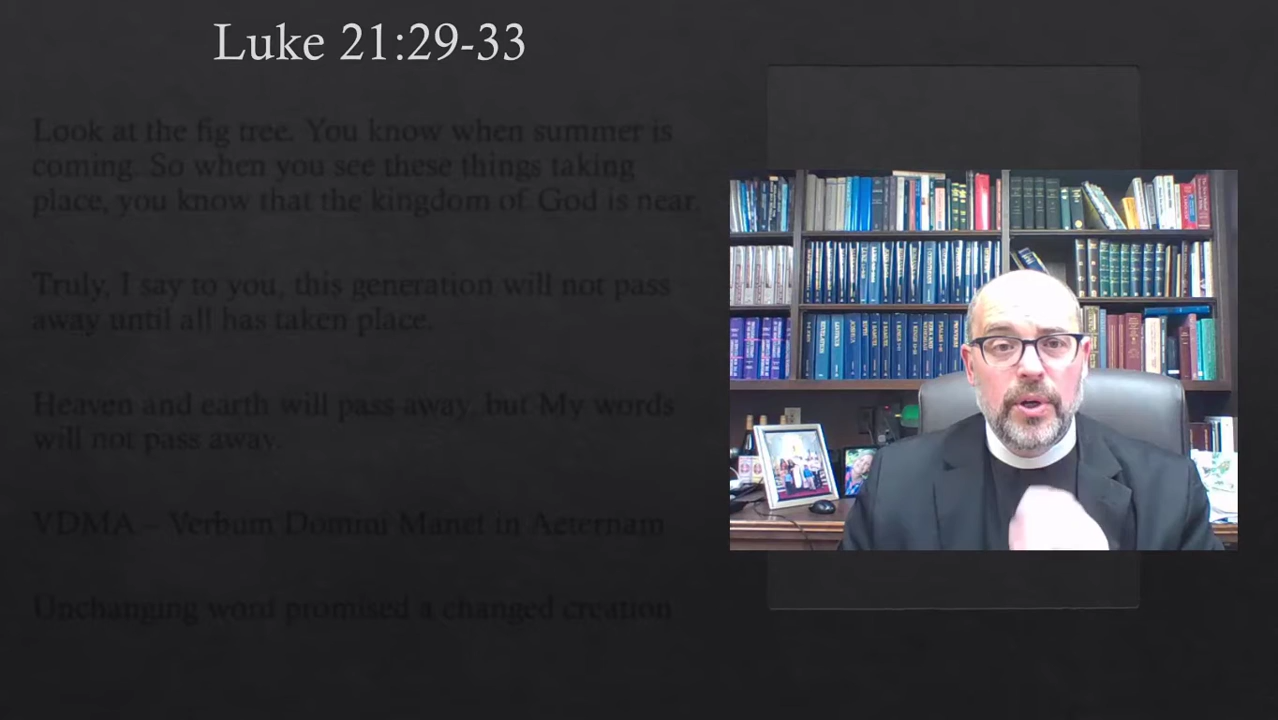 Luke 21:29-33
Look at the fig tree. You know when summer is
coming. So when you see these things taking
place, you know that the kingdom of God is near.
Truly, I say to you, this generation will not pass
away until all has taken place.
Heaven and earth will pass away, but My words
will not pass away.
VDMA – Verbum Domini Manet in Aeternam
Unchanging word promised a changed creation